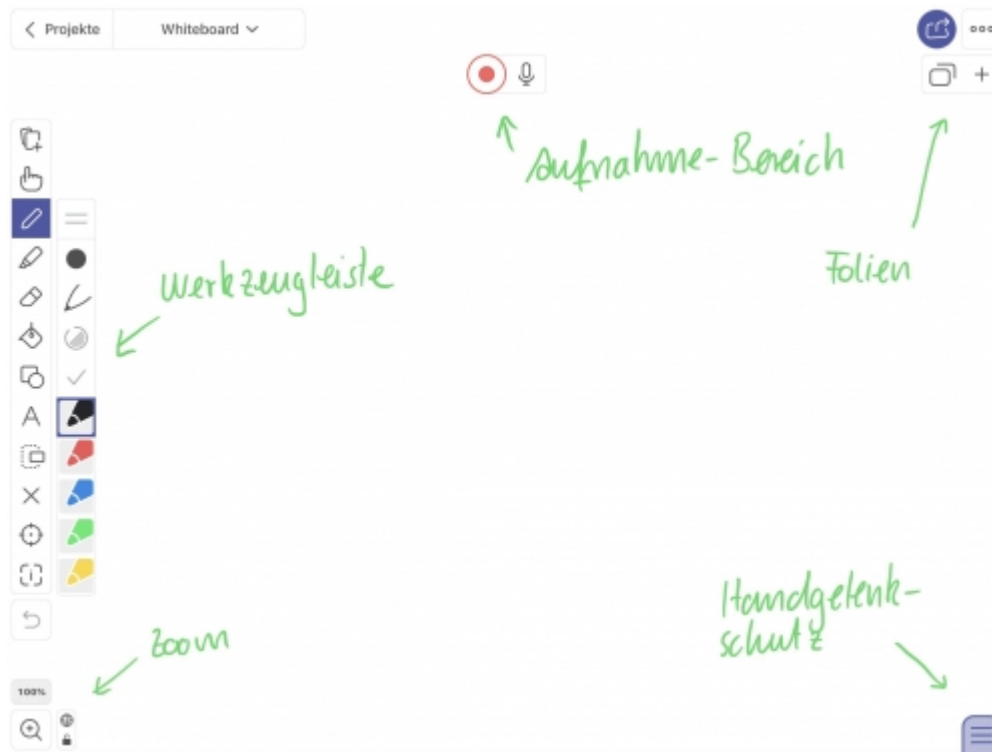 Projekte
Whiteboard
Aufnahme-Bereich
Folien
Werkzeugleiste
A
Handgelenk-
schutz
Zoom
100%